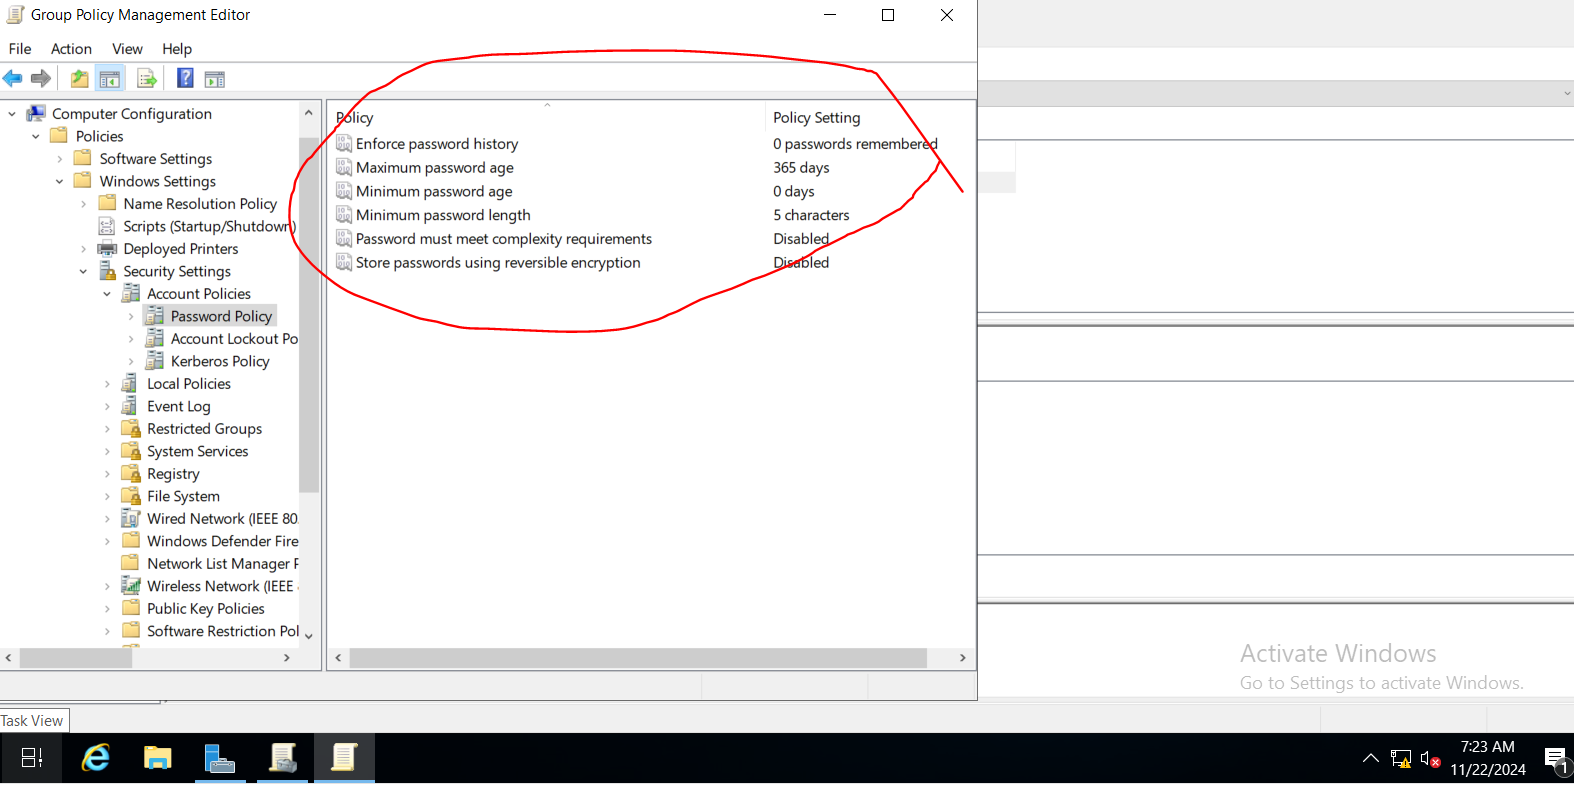 Group Policy Management Editor
File Action View Help
Computer Configuration
Policies
Software Settings
Windows Settings
Name Resolution Policy
Scripts (Startup/Shutdown)
Deployed Printers
Security Settings
Account Policies
Password Policy
Account Lockout Po
Kerberos Policy
Local Policies
Event Log
Restricted Groups
System Services
Registry
File System
Wired Network (IEEE 80
Windows Defender Fire
Network List Manager P
Wireless Network (IEEE
Public Key Policies
Software Restriction Pol
Policy Policy Setting
Enforce password history 0 passwords remembered
Maximum password age 365 days
Minimum password age 0 days
Minimum password length 5 characters
Password must meet complexity requirements Disabled
Store passwords using reversible encryption Disabled
Activate Windows
Go to Settings to activate Windows.
Task View
7:23 AM
11/22/2024
1